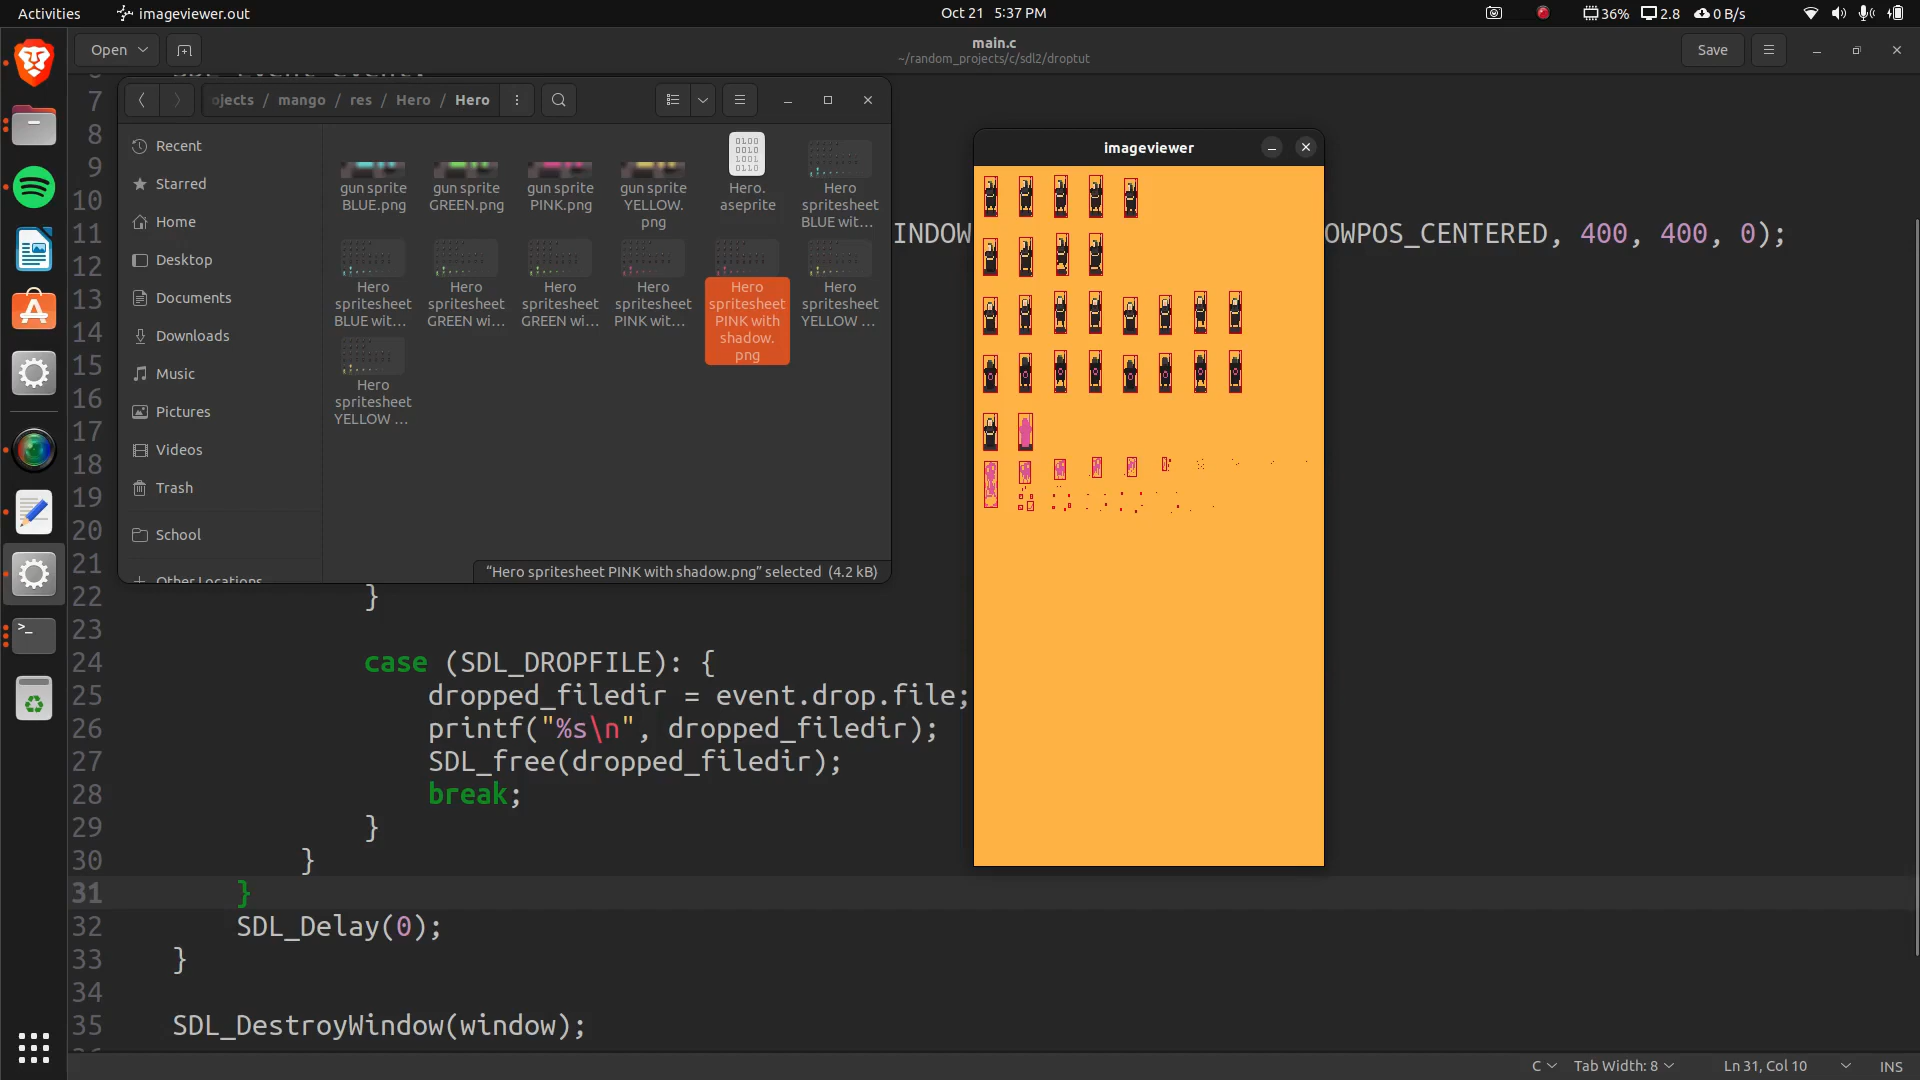 Activities
imageviewer.out
Oct 21 5:37 PM
36%
2.8
0 B/s
Open
main.c
~/random_projects/c/sdl2/droptut
Save
ojects / mango / res / Hero / Hero
Recent
Starred
Home
Desktop
Documents
Downloads
Music
Pictures
Videos
Trash
School
Other Locations
gun sprite
BLUE.png
gun sprite
GREEN.png
gun sprite
PINK.png
gun sprite
YELLOW.
png
Hero.
aseprite
Hero
spritesheet
BLUE wit…
Hero
spritesheet
BLUE wit…
Hero
spritesheet
GREEN wi…
Hero
spritesheet
GREEN wi…
Hero
spritesheet
PINK wit…
Hero
spritesheet
PINK with
shadow.
png
Hero
spritesheet
YELLOW …
Hero
spritesheet
YELLOW …
“Hero spritesheet PINK with shadow.png” selected (4.2 kB)
imageviewer
7
8
9
10
11 INDOW OWPOS_CENTERED, 400, 400, 0);
12
13
14
15
16
17
18
19
20
21
22 }
23
24 case (SDL_DROPFILE): {
25 dropped_filedir = event.drop.file;
26 printf("%s\n", dropped_filedir);
27 SDL_free(dropped_filedir);
28 break;
29 }
30 }
31 }
32 SDL_Delay(0);
33 }
34
35 SDL_DestroyWindow(window);
C
Tab Width: 8
Ln 31, Col 10
INS